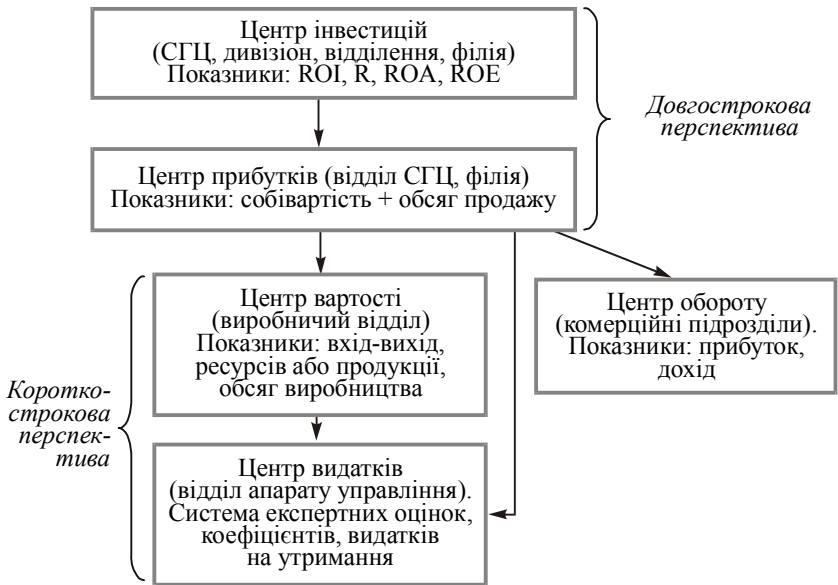 Центр інвестицій
(СГЦ, дивізіон, відділення, філія)
Показники: ROI, R, ROA, ROE
Довгострокова
перспектива
Центр прибутків (відділ СГЦ, філія)
Показники: собівартість + обсяг продажу
Центр вартості
(виробничий відділ)
Показники: вхід-вихід,
ресурсів або продукції,
обсяг виробництва
Центр обороту
(комерційні підрозділи).
Показники: прибуток,
дохід
Коротко-
строкова
перспек-
тива
Центр видатків
(відділ апарату управління).
Система експертних оцінок,
коефіцієнтів, видатків
на утримання